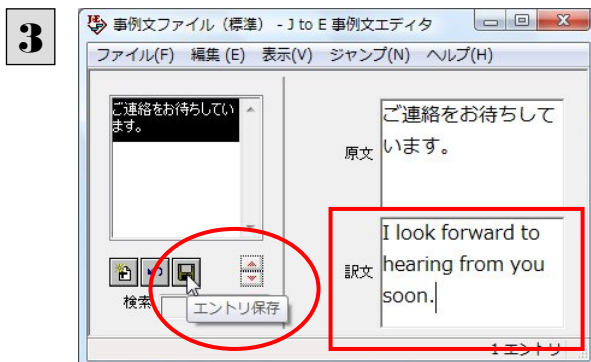 3
事例文ファイル（標準） - J to E 事例文エディタ
ファイル(F) 編集(E) 表示(V) ジャンプ(N) ヘルプ(H)
ご連絡をお待ちしてい
ます。
原文
ご連絡をお待ちして
います。
訳文
I look forward to
hearing from you
soon.
検索
エントリ保存
1 エントリ